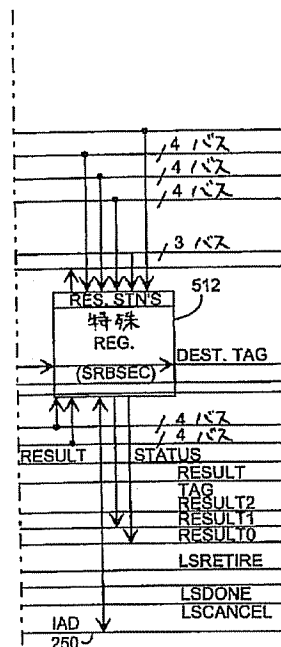 4 バス
4 バス
4 バス
3 バス
RES. STN'S
512
特殊
REG.
DEST. TAG
(SRBSEC)
4 バス
4 バス
RESULT
STATUS
RESULT
TAG
RESULT2
RESULT1
RESULT0
LSRETIRE
LSDONE
LSCANCEL
IAD
250